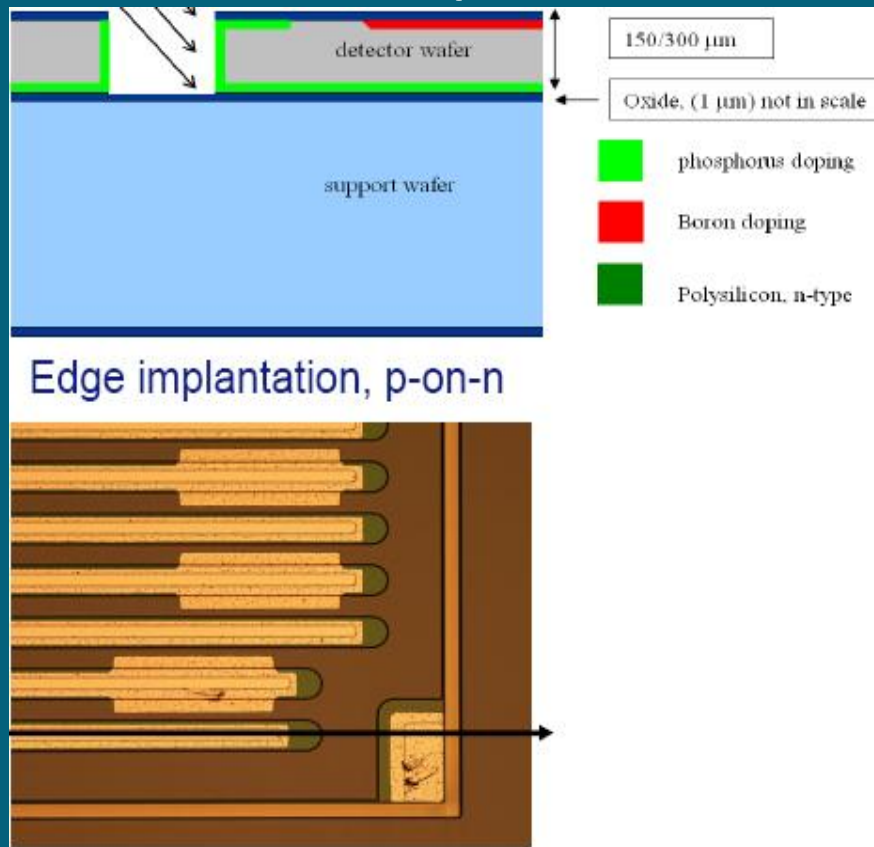 detector wafer
150/300 µm
Oxide, (1 µm) not in scale
support wafer
phosphorus doping
Boron doping
Polysilicon, n-type
Edge implantation, p-on-n